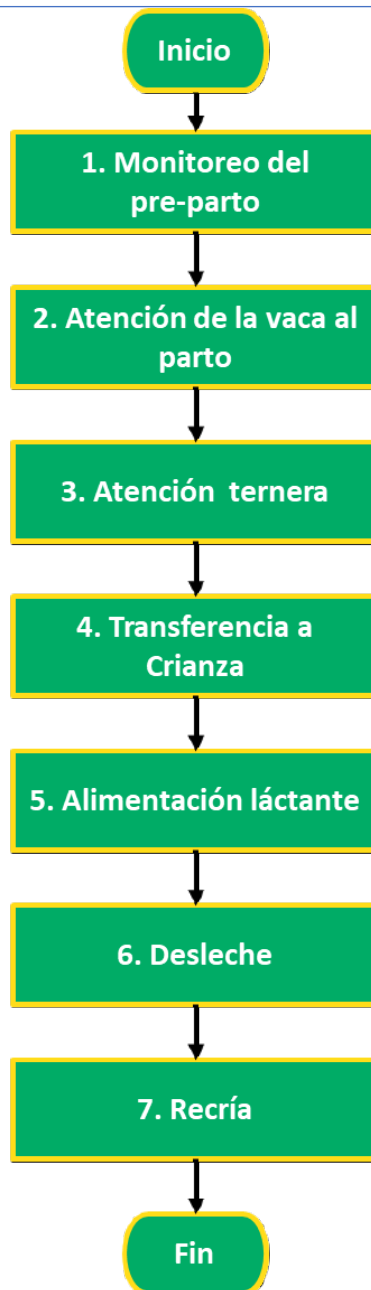 Inicio
1. Monitoreo del
pre-parto
2. Atención de la vaca al
parto
3. Atención  ternera
4. Transferencia a
Crianza
5. Alimentación láctante
6. Desleche
7. Recría
Fin